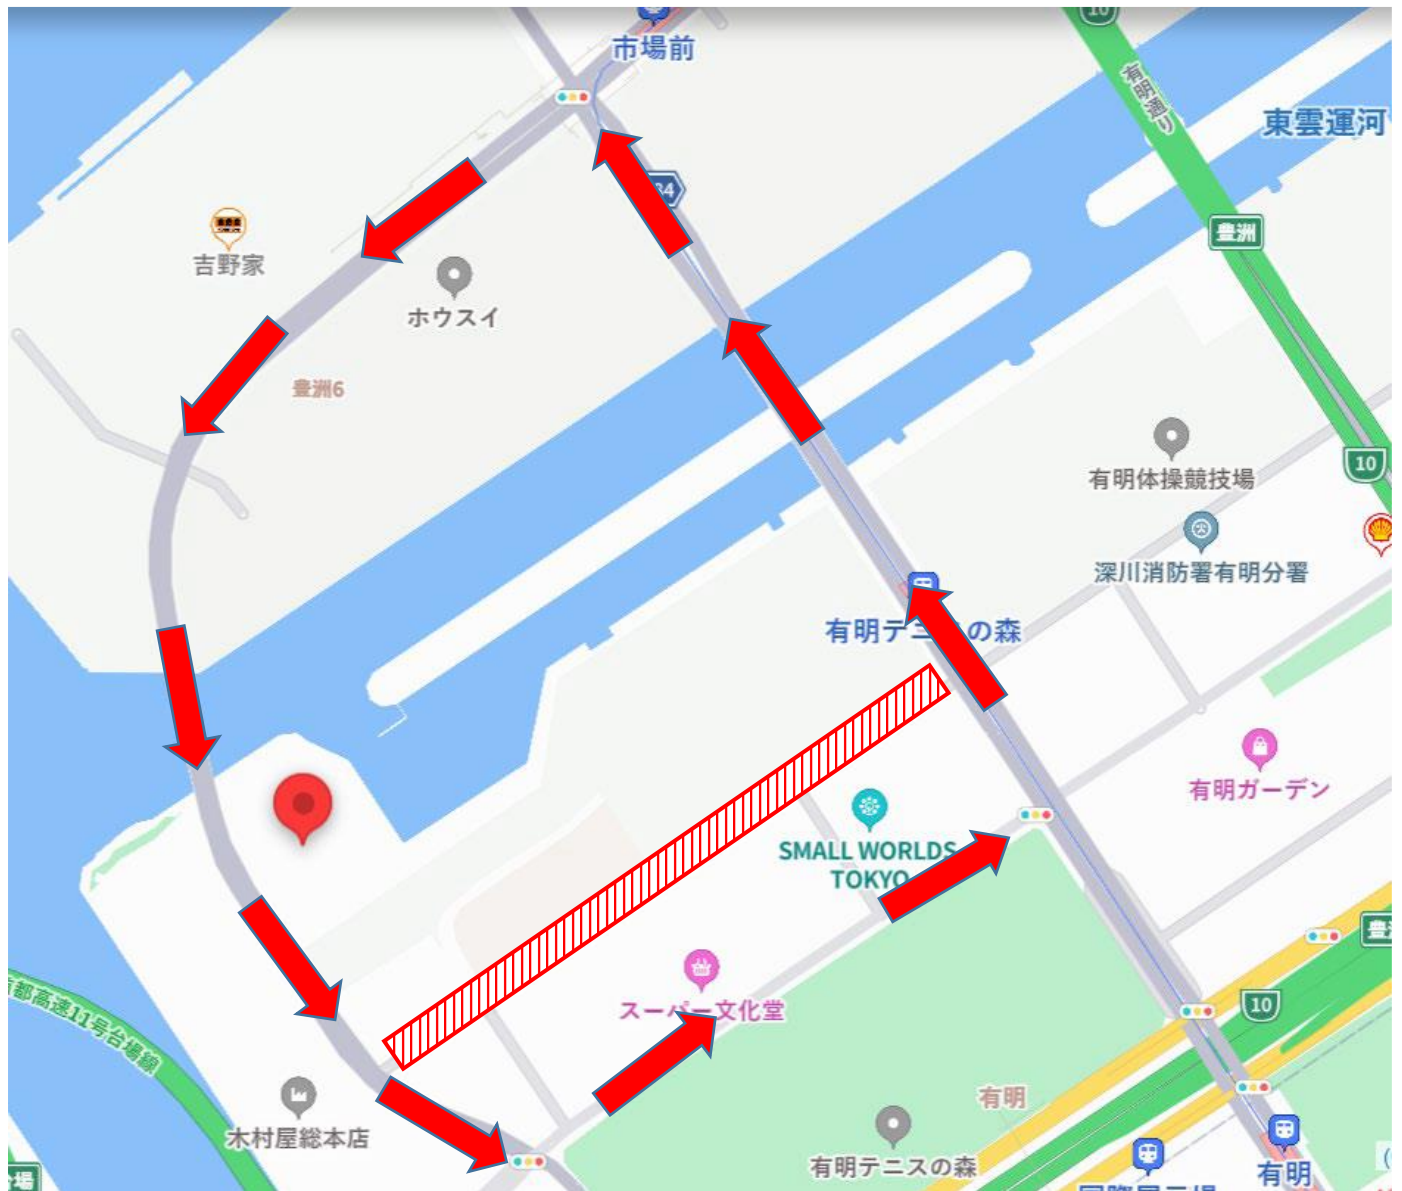 10
市場前
有明通り
東雲運河
34
豊洲
吉野家
ホウスイ
豊洲6
10
有明体操競技場
深川消防署有明分署
有明テニスの森
有明ガーデン
SMALL WORLDS
TOKYO
スーパー文化堂
都高速11号台場線
10
有明
木村屋総本店
有明テニスの森
有明